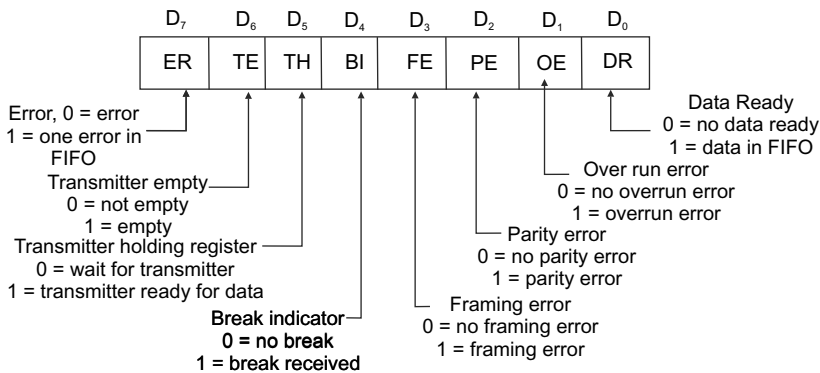 D₇ D₆ D₅ D₄ D₃ D₂ D₁ D₀
ER TE TH BI FE PE OE DR
Error, 0 = error
1 = one error in
FIFO
Transmitter empty
0 = not empty
1 = empty
Transmitter holding register
0 = wait for transmitter
1 = transmitter ready for data
Break indicator
0 = no break
1 = break received
Framing error
0 = no framing error
1 = framing error
Parity error
0 = no parity error
1 = parity error
Over run error
0 = no overrun error
1 = overrun error
Data Ready
0 = no data ready
1 = data in FIFO